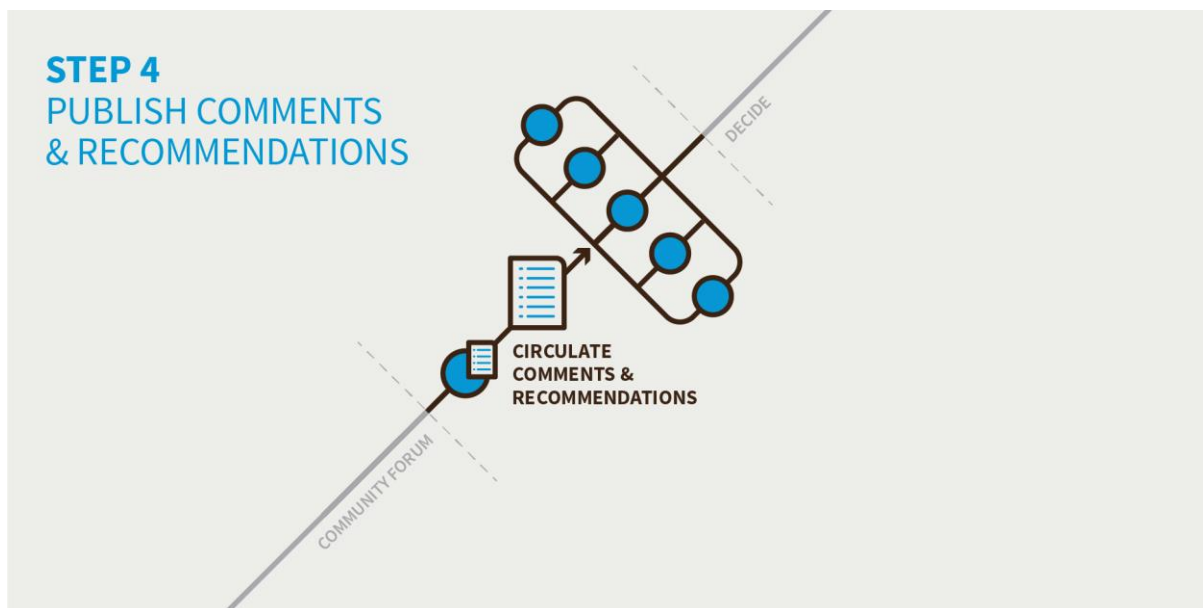 STEP 4
PUBLISH COMMENTS
& RECOMMENDATIONS
DECIDE
CIRCULATE
COMMENTS &
RECOMMENDATIONS
COMMUNITY FORUM